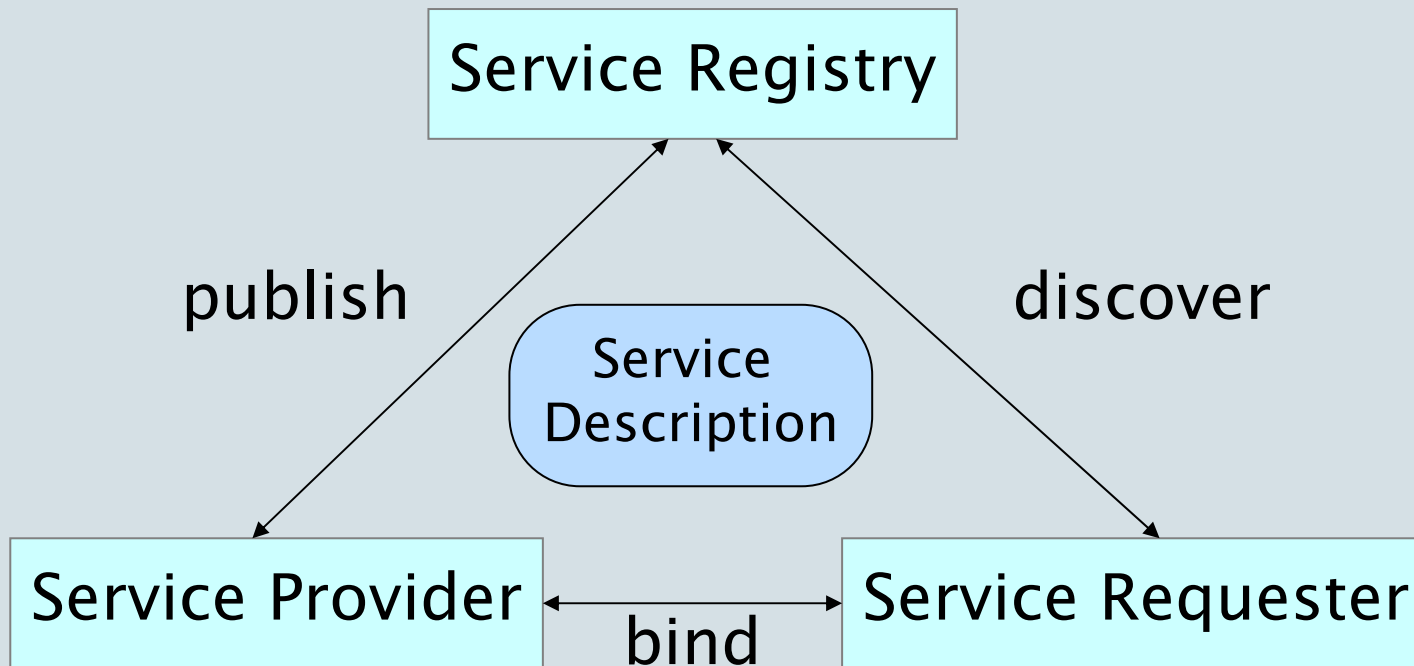 Service Registry
publish
discover
Service
Description
Service Provider
bind
Service Requester